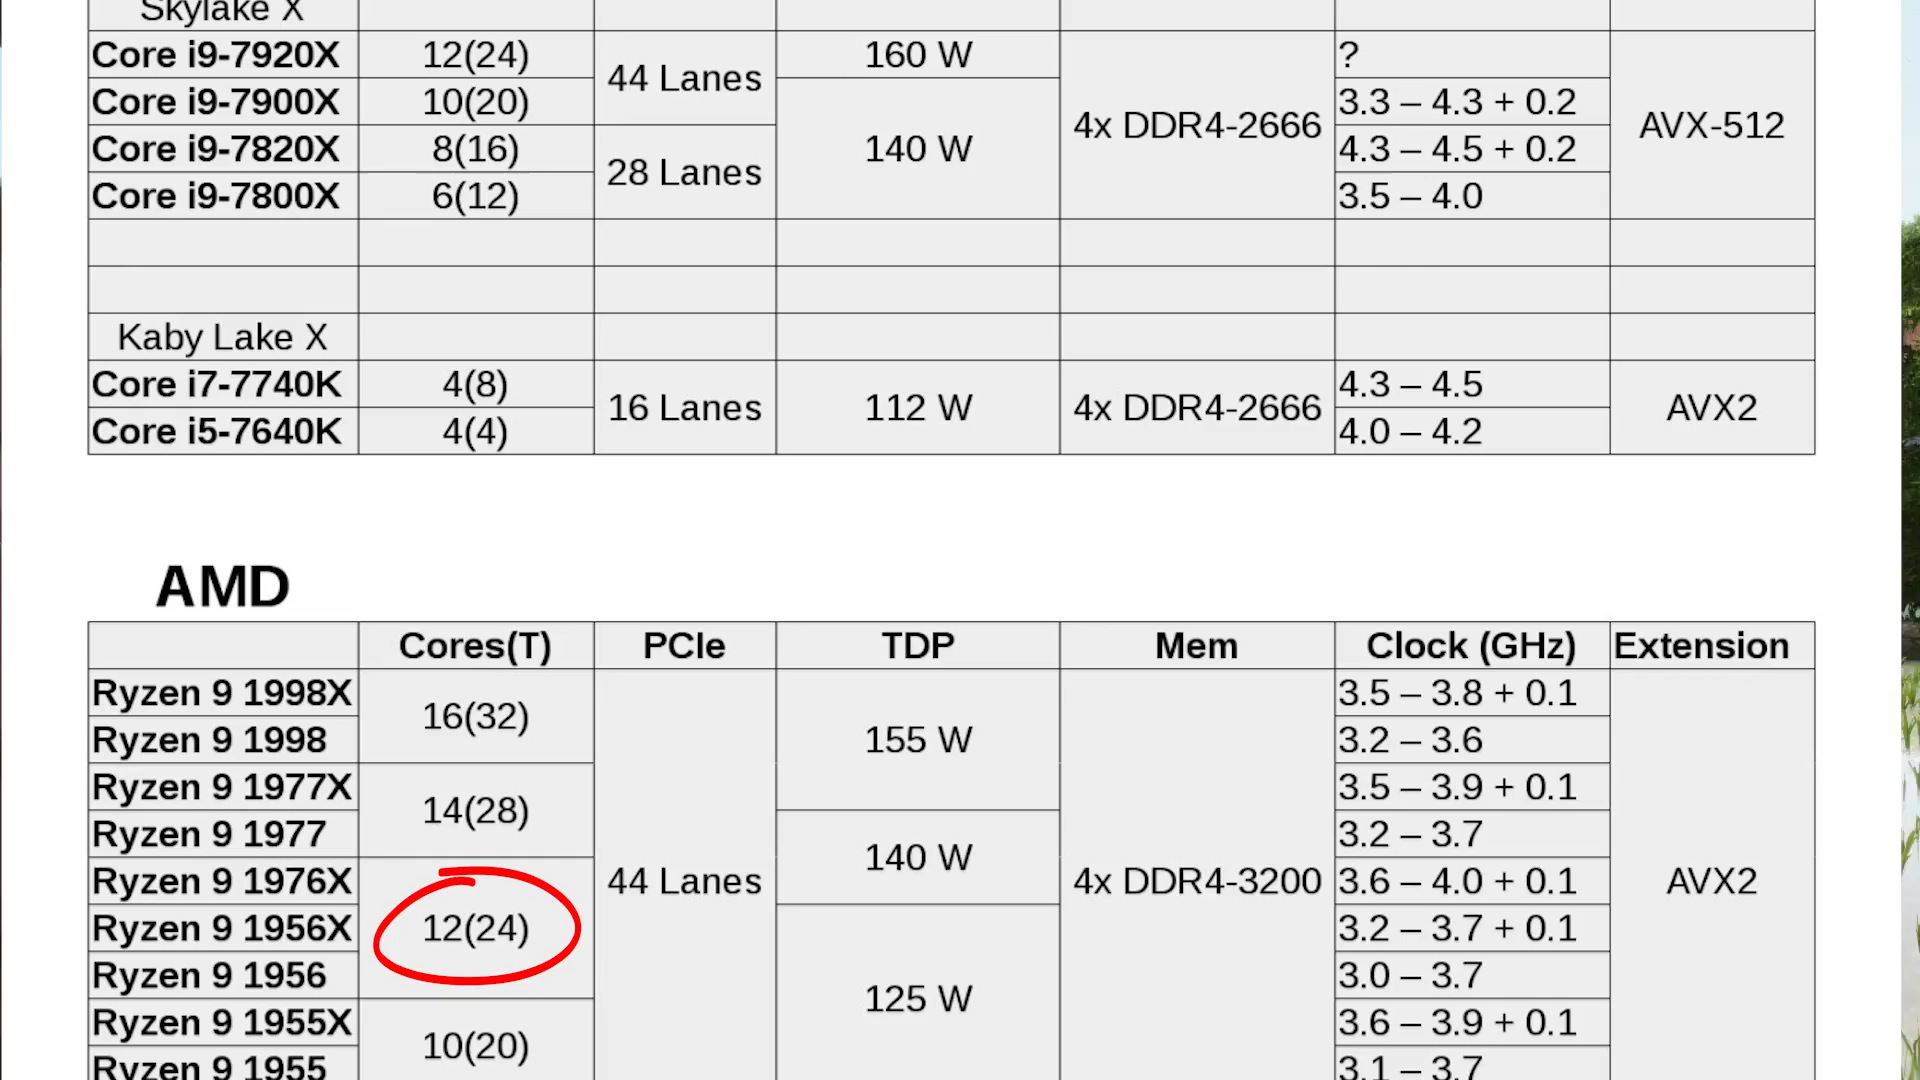 Skylake X
Core i9-7920X 12(24) 44 Lanes 160 W 4x DDR4-2666 ? AVX-512
Core i9-7900X 10(20) 140 W 3.3 – 4.3 + 0.2
Core i9-7820X 8(16) 28 Lanes 4.3 – 4.5 + 0.2
Core i9-7800X 6(12) 3.5 – 4.0
Kaby Lake X
Core i7-7740K 4(8) 16 Lanes 112 W 4x DDR4-2666 4.3 – 4.5 AVX2
Core i5-7640K 4(4) 4.0 – 4.2
AMD
Cores(T) PCIe TDP Mem Clock (GHz) Extension
Ryzen 9 1998X 16(32) 44 Lanes 155 W 4x DDR4-3200 3.5 – 3.8 + 0.1 AVX2
Ryzen 9 1998 3.2 – 3.6
Ryzen 9 1977X 14(28) 3.5 – 3.9 + 0.1
Ryzen 9 1977 140 W 3.2 – 3.7
Ryzen 9 1976X 12(24) 3.6 – 4.0 + 0.1
Ryzen 9 1956X 125 W 3.2 – 3.7 + 0.1
Ryzen 9 1956 3.0 – 3.7
Ryzen 9 1955X 10(20) 3.6 – 3.9 + 0.1
Ryzen 9 1955 3.1 – 3.7